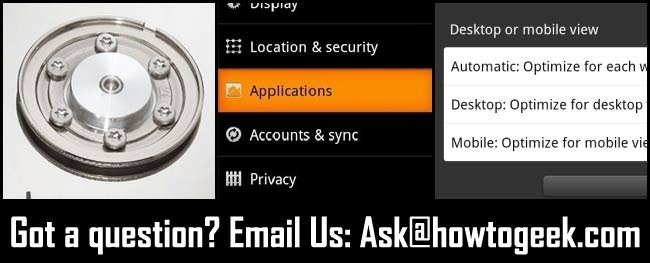 Display
Location & security
Applications
Accounts & sync
Privacy
Desktop or mobile view
Automatic: Optimize for each w
Desktop: Optimize for desktop
Mobile: Optimize for mobile vie
Got a question? Email Us: Ask@howtogeek.com